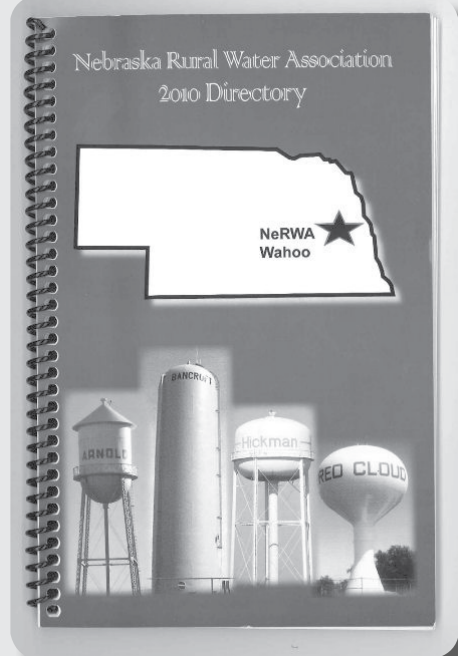 Nebraska Rural Water Association
2010 Directory
NeRWA
Wahoo
ARNOLD
BANCROFT
Hickman
RED CLOUD